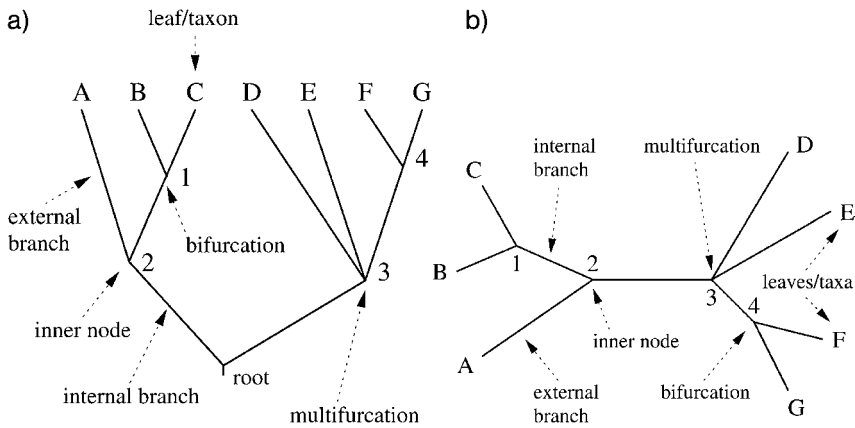 a)
leaf/taxon
A B C D E F G
4
1
external
branch
bifurcation
2
3
inner node
root
internal branch
multifurcation
b)
internal
branch
multifurcation
D
C
E
B
1
2
3
4
leaves/taxa
F
A
inner node
external
branch
bifurcation
G